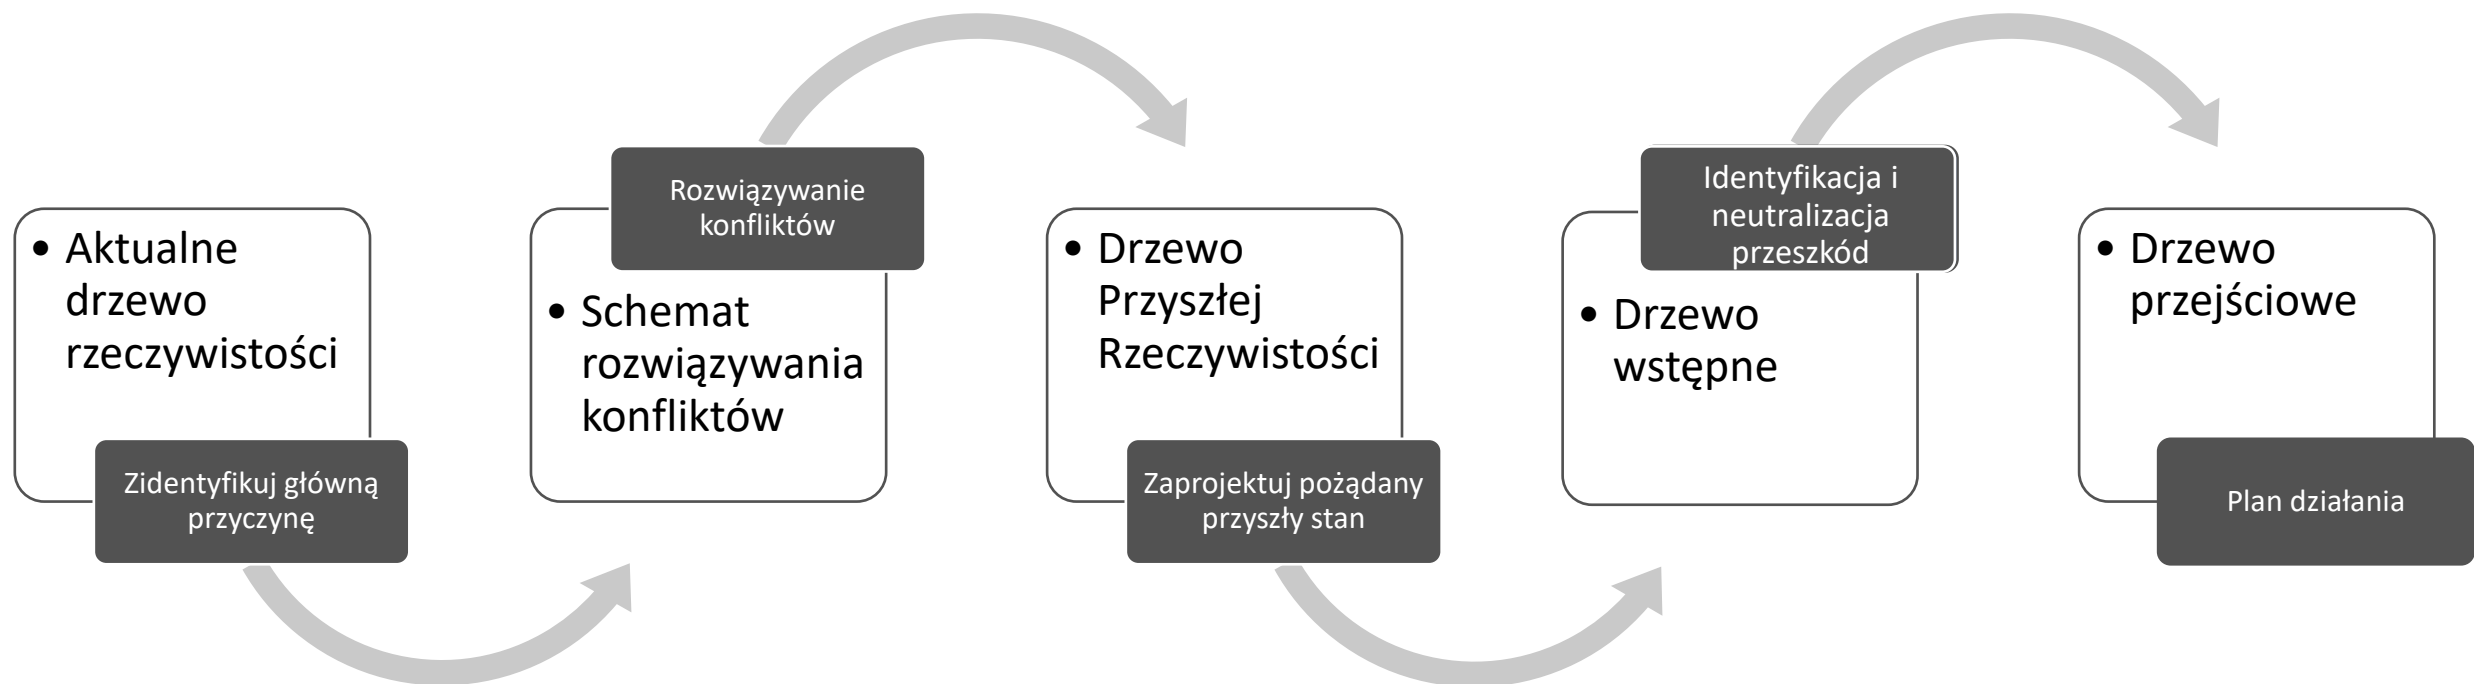 • Aktualne
drzewo
rzeczywistości
Zidentyfikuj główną
przyczynę
Rozwiązywanie
konfliktów
• Schemat
rozwiązywania
konfliktów
• Drzewo
Przyszłej
Rzeczywistości
Zaprojektuj pożądany
przyszły stan
Identyfikacja i
neutralizacja
przeszkód
• Drzewo
wstępne
• Drzewo
przejściowe
Plan działania